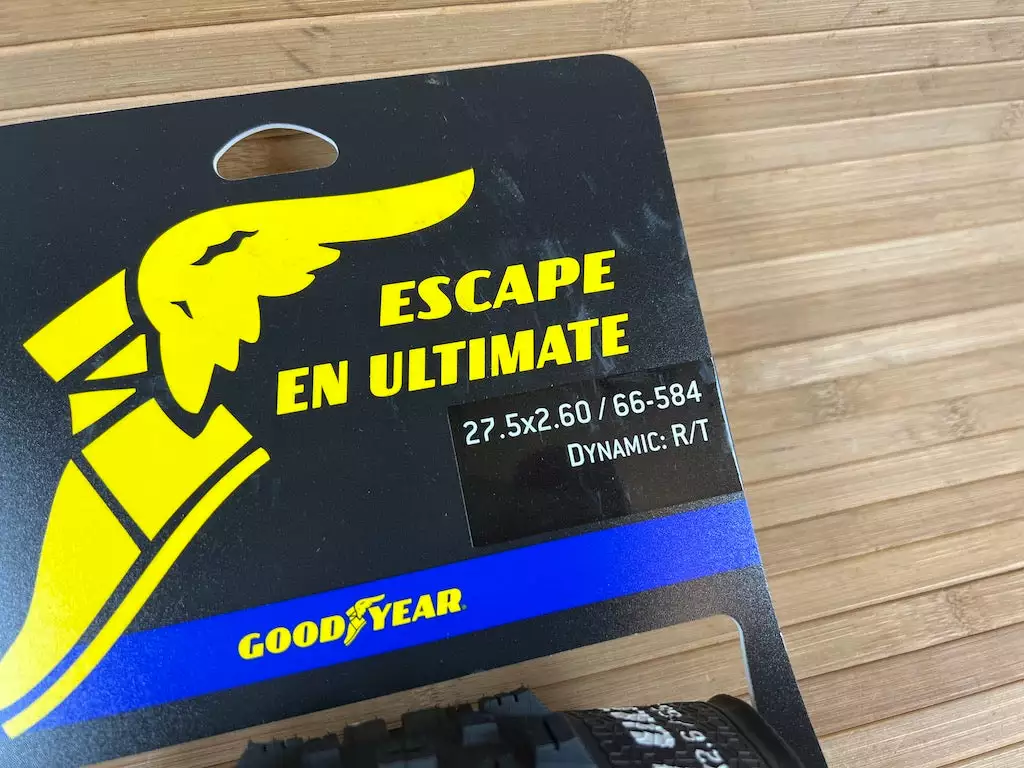 ESCAPE
EN ULTIMATE
27.5x2.60 / 66-584
DYNAMIC: R/T
GOODYEAR